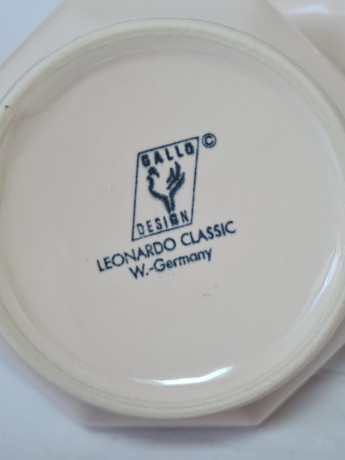 GALLO ©
DESIGN
LEONARDO CLASSIC
W.-Germany